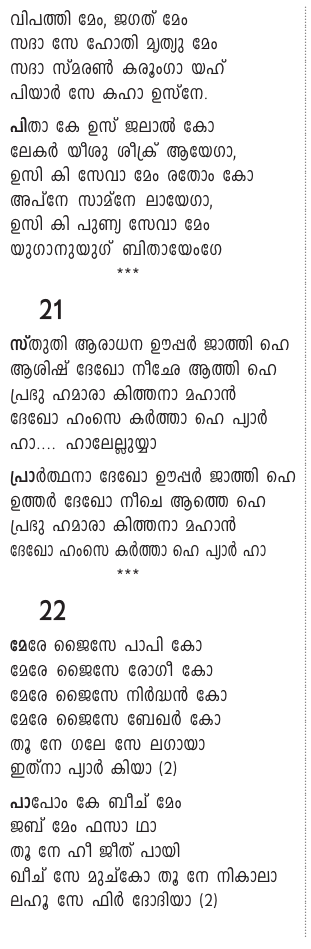 വിപത്തി മേം, ജഗത് മേം
സദാ സേ ഹോതി മൃത്യു മേം
സദാ സ്മരൺ കരൂംഗാ യഹ്
പിയാർ സേ കഹാ ഉസ്നേ.
പിതാ കേ ഉസ് ജലാൽ കോ
ലേകർ യീശു ശീക്ര് ആയേഗാ,
ഉസി കി സേവാ മേം രതോം കോ
അപ്നേ സാമ്നേ ലായേഗാ,
ഉസി കി പുണ്യ സേവാ മേം
യുഗാനുയുഗ് ബിതായേംഗേ
***
21
സ്തുതി ആരാധന ഊപ്പർ ജാത്തി ഹെ
ആശിഷ് ദേഖോ നീഛേ ആത്തി ഹെ
പ്രഭു ഹമാരാ കിത്തനാ മഹാൻ
ദേഖോ ഹംസെ കർത്താ ഹെ പ്യാർ
ഹാ.... ഹാലേല്ലുയ്യാ
പ്രാർത്ഥനാ ദേഖോ ഊപ്പർ ജാത്തി ഹെ
ഉത്തർ ദേഖോ നീചെ ആത്തെ ഹെ
പ്രഭു ഹമാരാ കിത്തനാ മഹാൻ
ദേഖോ ഹംസെ കർത്താ ഹെ പ്യാർ ഹാ
***
22
മേരേ ജൈസേ പാപി കോ
മേരേ ജൈസേ രോഗീ കോ
മേരേ ജൈസേ നിർദ്ധൻ കോ
മേരേ ജൈസേ ബേഖർ കോ
തൂ നേ ഗലേ സേ ലഗായാ
ഇത്നാ പ്യാർ കിയാ (2)
പാപോം കേ ബീച് മേം
ജബ് മേം ഫസാ ഥാ
തൂ നേ ഹീ ജീത് പായി
ഖീച് സേ മുച്കോ തൂ നേ നികാലാ
ലഹൂ സേ ഫിർ ദോദിയാ (2)